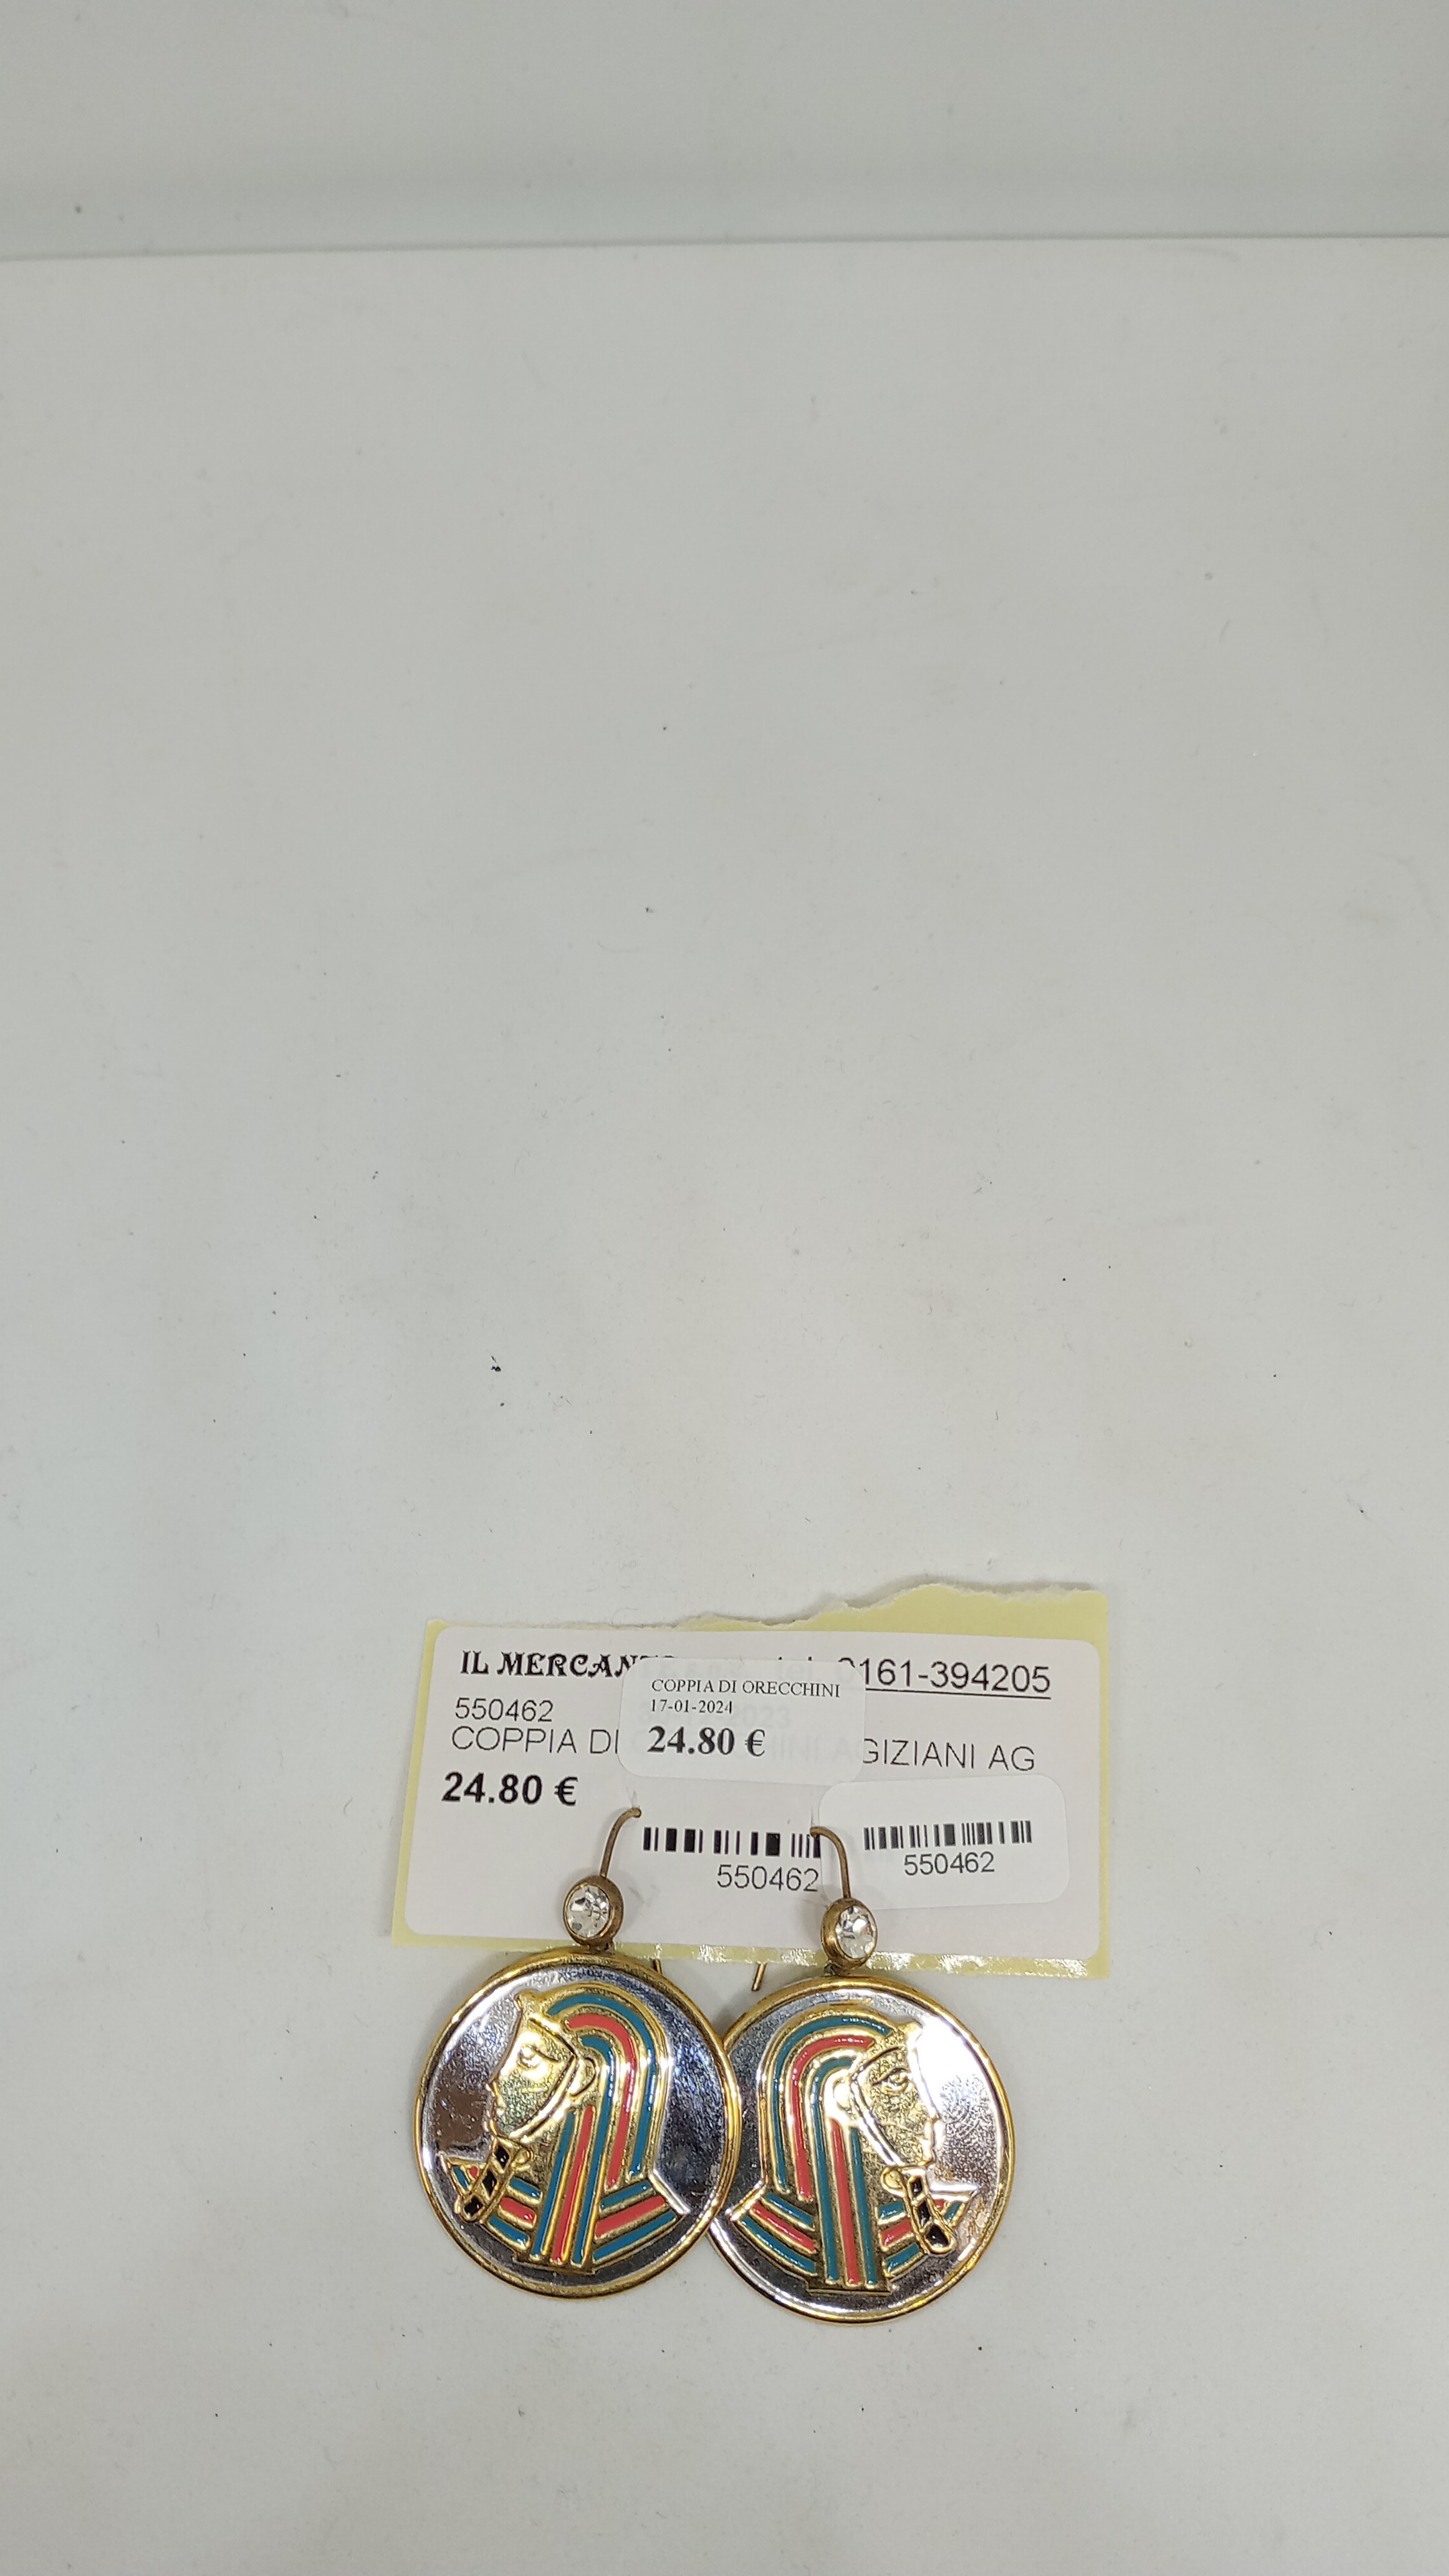 IL MERCAN 0161-394205
COPPIA DI ORECCHINI
17-01-2024
24.80 €
550462
COPPIA DI GIZIANI AG
24.80 €
550462
550462